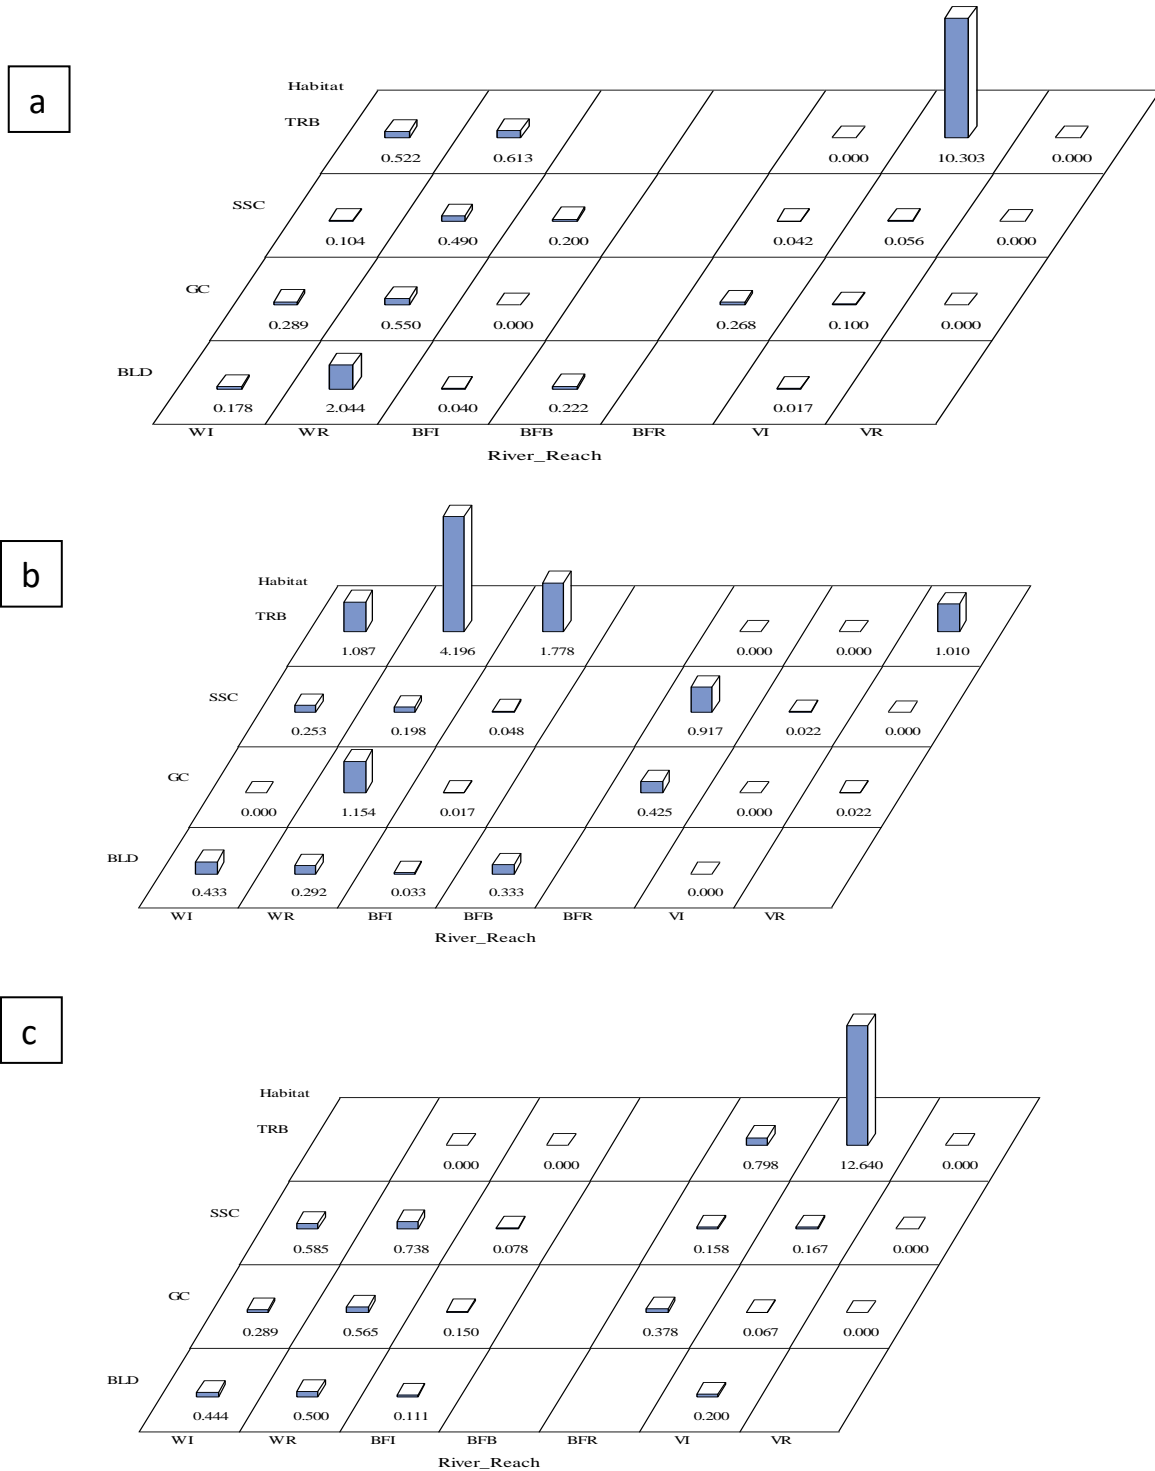 a
Habitat
TRB
0.522 0.613 0.000 10.303 0.000
SSC
0.104 0.490 0.200 0.042 0.056 0.000
GC
0.289 0.550 0.000 0.268 0.100 0.000
BLD
0.178 2.044 0.040 0.222 0.017
WI WR BFI BFB BFR VI VR
River_Reach
b
Habitat
TRB
1.087 4.196 1.778 0.000 0.000 1.010
SSC
0.253 0.198 0.048 0.917 0.022 0.000
GC
0.000 1.154 0.017 0.425 0.000 0.022
BLD
0.433 0.292 0.033 0.333 0.000
WI WR BFI BFB BFR VI VR
River_Reach
c
Habitat
TRB
0.000 0.000 0.798 12.640 0.000
SSC
0.585 0.738 0.078 0.158 0.167 0.000
GC
0.289 0.565 0.150 0.378 0.067 0.000
BLD
0.444 0.500 0.111 0.200
WI WR BFI BFB BFR VI VR
River_Reach